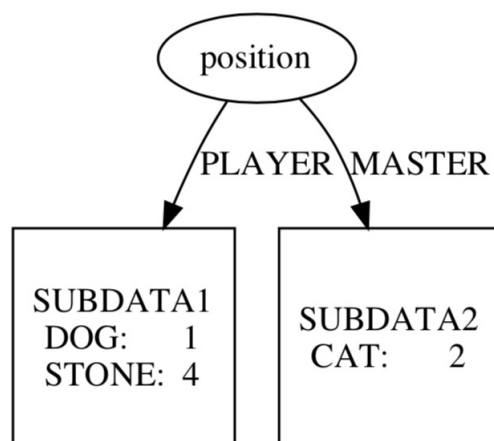 position
PLAYER
MASTER
SUBDATA1
DOG: 1
STONE: 4
SUBDATA2
CAT: 2